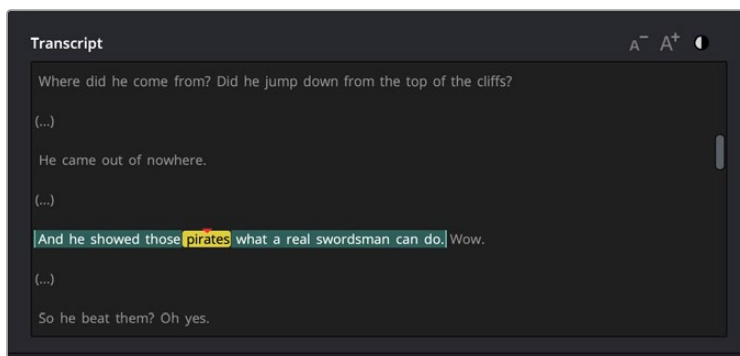 Transcript
A⁻ A⁺
Where did he come from? Did he jump down from the top of the cliffs?
(...)
He came out of nowhere.
(...)
And he showed those pirates what a real swordsman can do. Wow.
(...)
So he beat them? Oh yes.